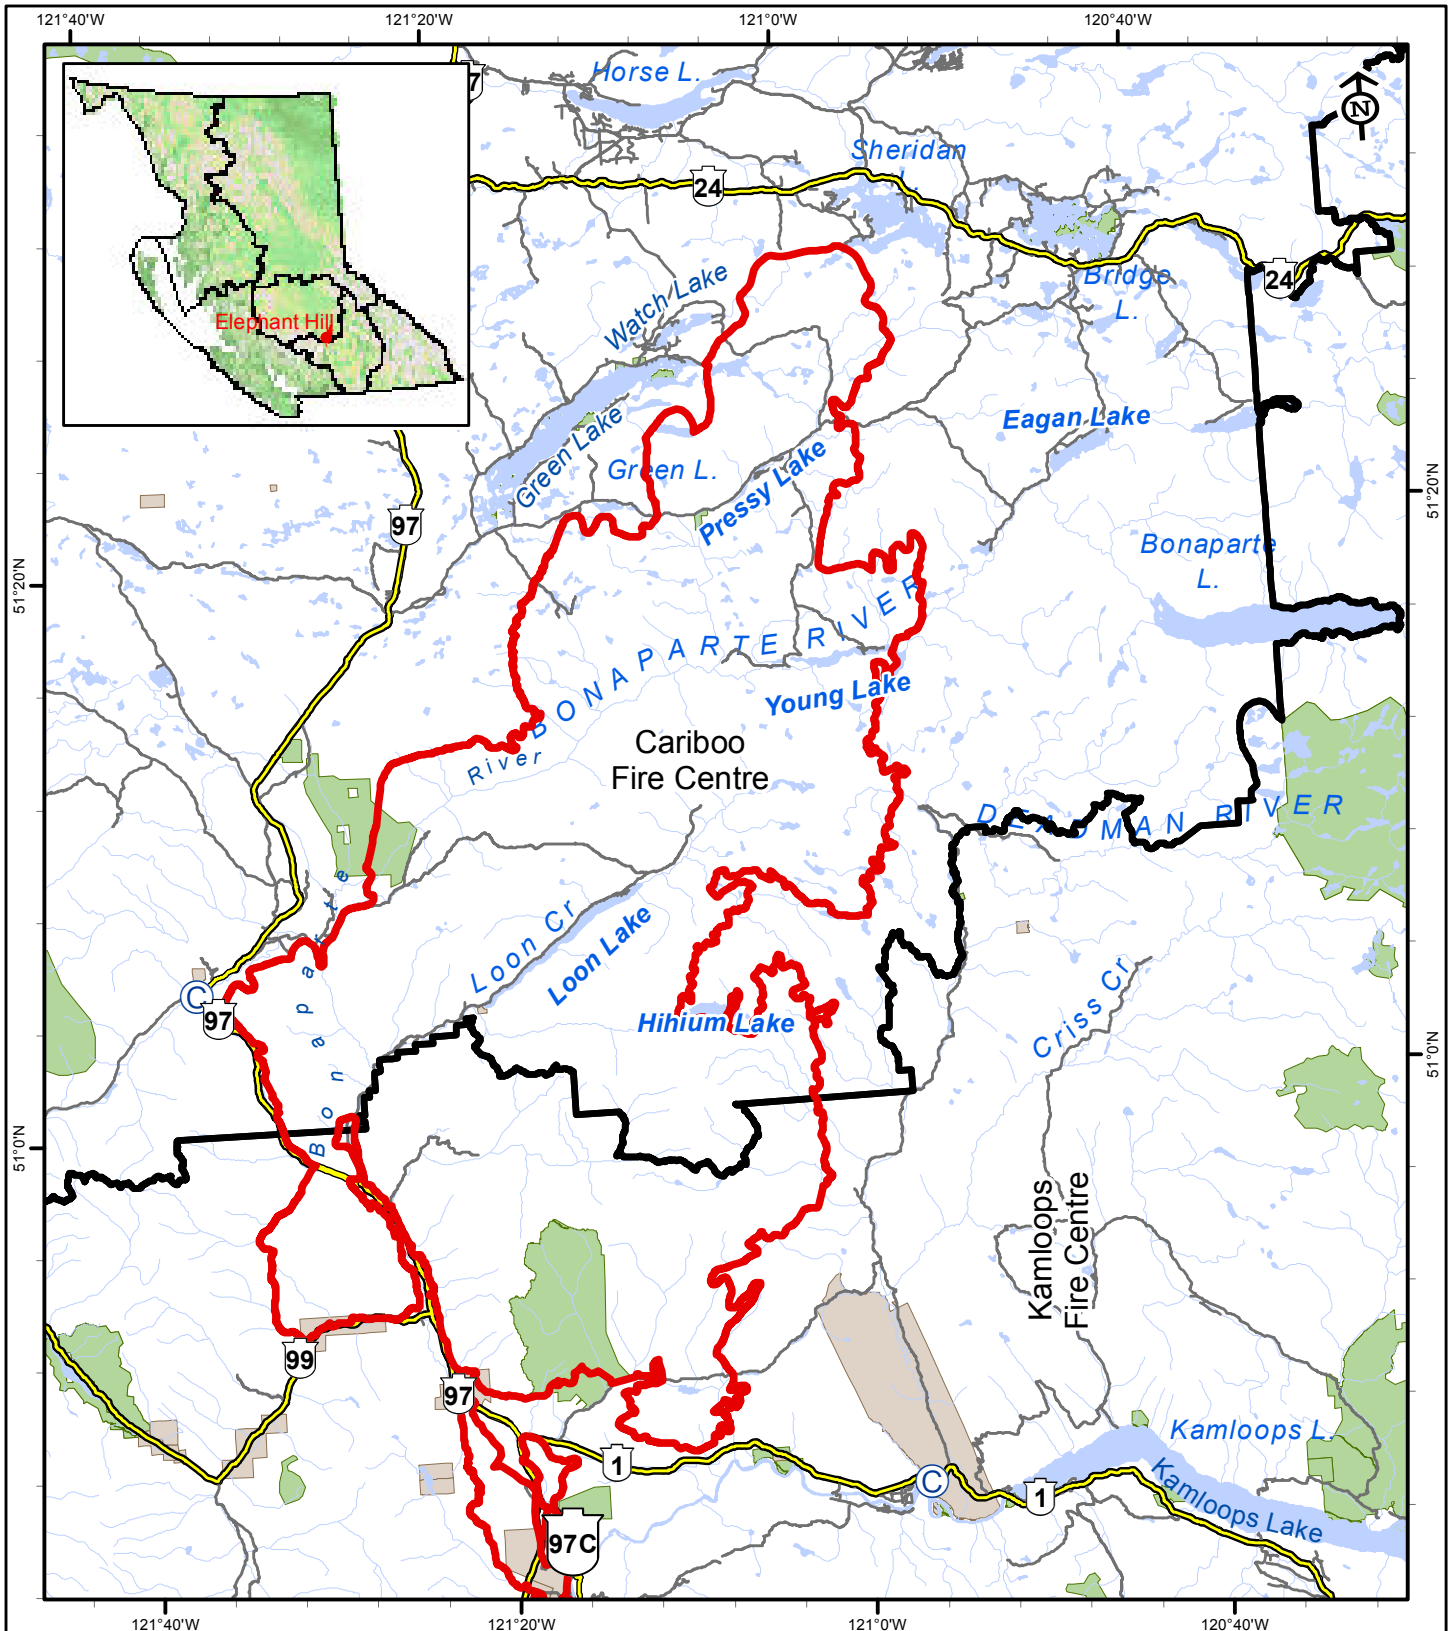 121°40'W
121°20'W
121°0'W
120°40'W
Horse L.
7
Sheridan
L.
24
Elephant Hill
Watch Lake
Bridge
L.
24
Green Lake
Green L.
Pressy Lake
Eagan Lake
97
51°20'N
51°20'N
Bonaparte
L.
BONAPARTE RIVER
Young Lake
River
Cariboo
Fire Centre
DEADMAN RIVER
Bonaparte
Loon Cr
Loon Lake
C
97
Hihium Lake
Criss Cr
51°0'N
51°0'N
Kamloops
Fire Centre
99
97
1
C
1
Kamloops L.
Kamloops Lake
97C
121°40'W
121°20'W
121°0'W
120°40'W
N